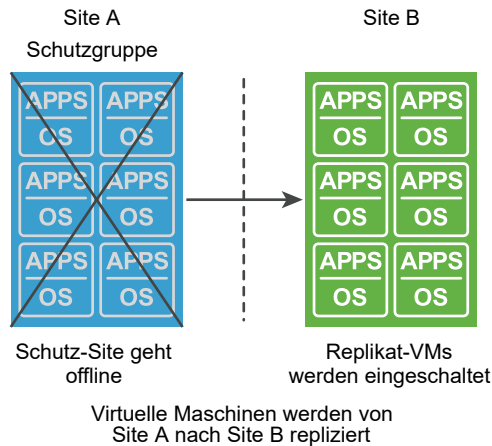 Site A
Site B
Schutzgruppe
APPS APPS
OS OS
APPS APPS
OS OS
APPS APPS
OS OS
APPS APPS
OS OS
APPS APPS
OS OS
APPS APPS
OS OS
Schutz-Site geht
offline
Replikat-VMs
werden eingeschaltet
Virtuelle Maschinen werden von
Site A nach Site B repliziert